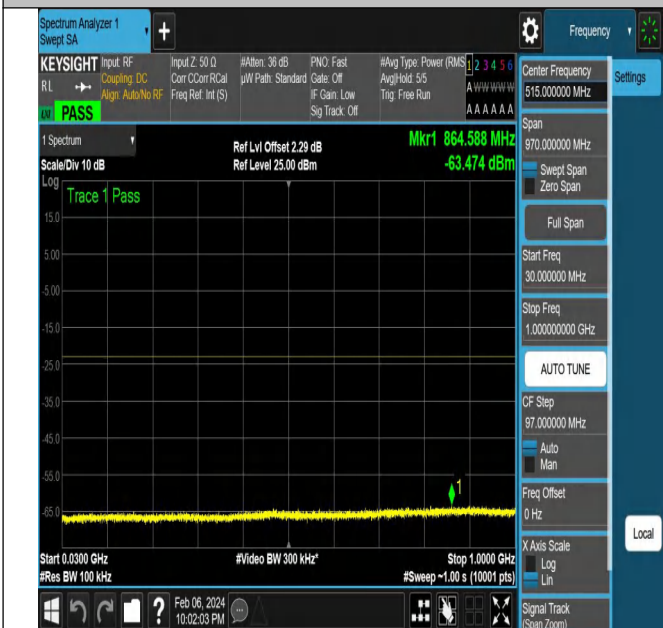 Spectrum Analyzer 1
Swept SA
Frequency
KEYSIGHT
RL
PASS
Input: RF
Coupling: DC
Align: Auto/No RF
Input Z: 50 Ω
Corr CCorr RCal
Freq Ref: Int (S)
#Atten: 36 dB
µW Path: Standard
PNO: Fast
Gate: Off
IF Gain: Low
Sig Track: Off
#Avg Type: Power (RMS
Avg|Hold: 5/5
Trig: Free Run
1 2 3 4 5 6
A W W W W W
A A A A A A
1 Spectrum
Scale/Div 10 dB
Ref Lvl Offset 2.29 dB
Ref Level 25.00 dBm
Mkr1 864.588 MHz
-63.474 dBm
Log
Trace 1 Pass
15.0
5.00
-5.00
-15.0
-25.0
-35.0
-45.0
-55.0
-65.0
1
Start 0.0300 GHz
#Res BW 100 kHz
#Video BW 300 kHz*
Stop 1.0000 GHz
#Sweep ~1.00 s (10001 pts)
?
Feb 06, 2024
10:02:03 PM
Center Frequency
515.000000 MHz
Settings
Span
970.000000 MHz
Swept Span
Zero Span
Full Span
Start Freq
30.000000 MHz
Stop Freq
1.000000000 GHz
AUTO TUNE
CF Step
97.000000 MHz
Auto
Man
Freq Offset
0 Hz
X Axis Scale
Log
Lin
Local
Signal Track
(Span Zoom)